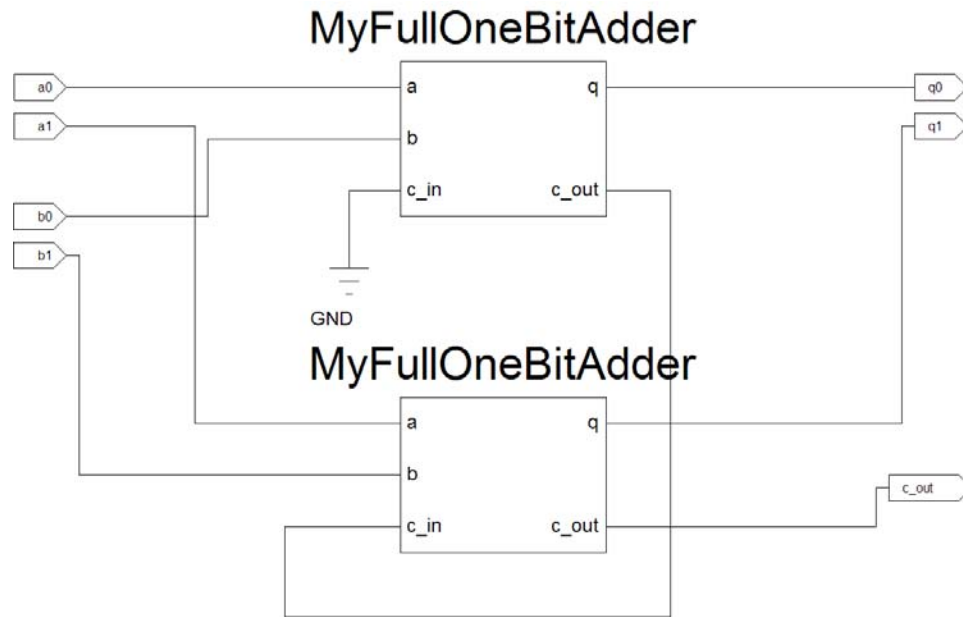 MyFullOneBitAdder
a0
a
q
q0
a1
q1
b
b0
c_in
c_out
b1
GND
MyFullOneBitAdder
a
q
b
c_out
c_in
c_out